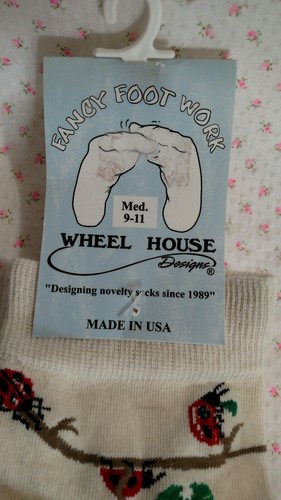 FANCY FOOT WORK
Med.
9-11
WHEEL HOUSE
Designs®
"Designing novelty socks since 1989"
MADE IN USA